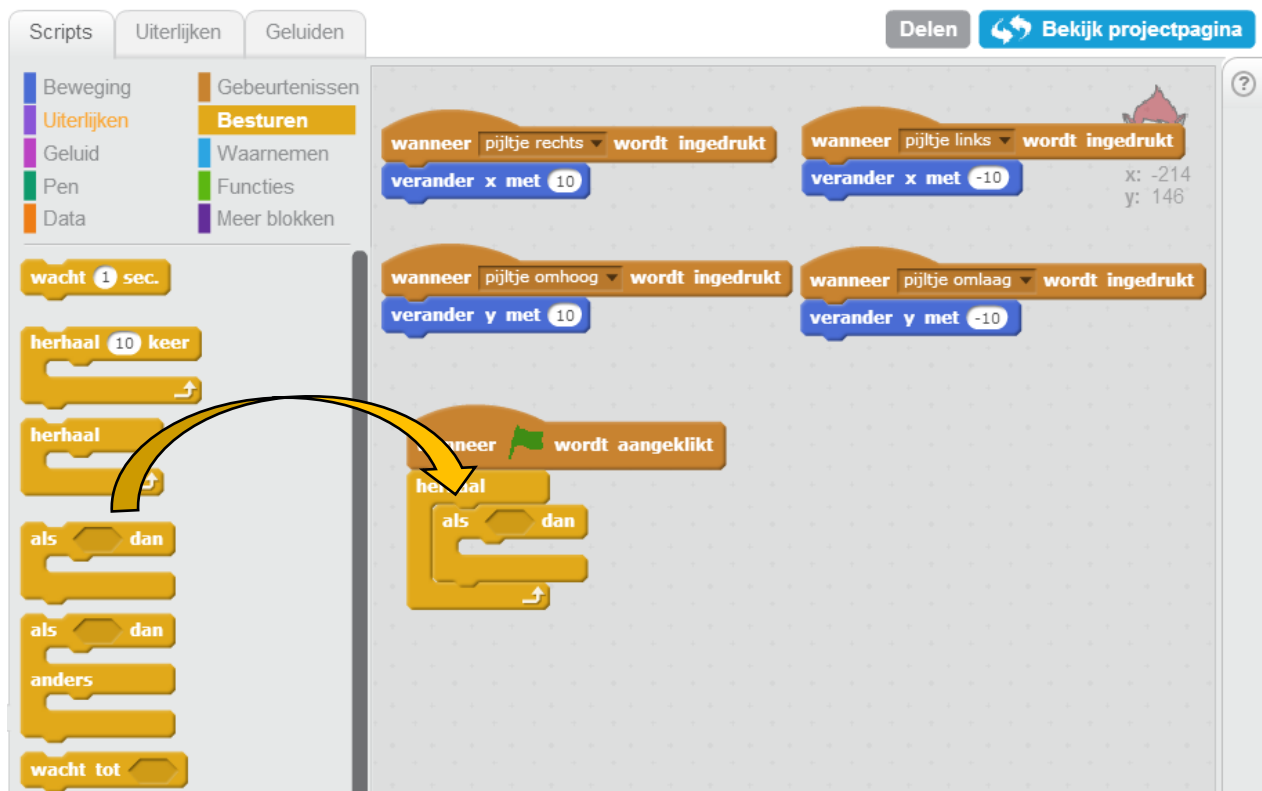 Scripts Uiterlijken Geluiden
Delen Bekijk projectpagina
Beweging Gebeurtenissen
Uiterlijken Besturen
Geluid Waarnemen
Pen Functies
Data Meer blokken
wacht 1 sec.
herhaal 10 keer
herhaal
als dan
als dan
anders
wacht tot
wanneer pijltje rechts wordt ingedrukt
verander x met 10
wanneer pijltje links wordt ingedrukt
verander x met -10
x: -214
y: 146
wanneer pijltje omhoog wordt ingedrukt
verander y met 10
wanneer pijltje omlaag wordt ingedrukt
verander y met -10
wanneer wordt aangeklikt
herhaal
als dan
?